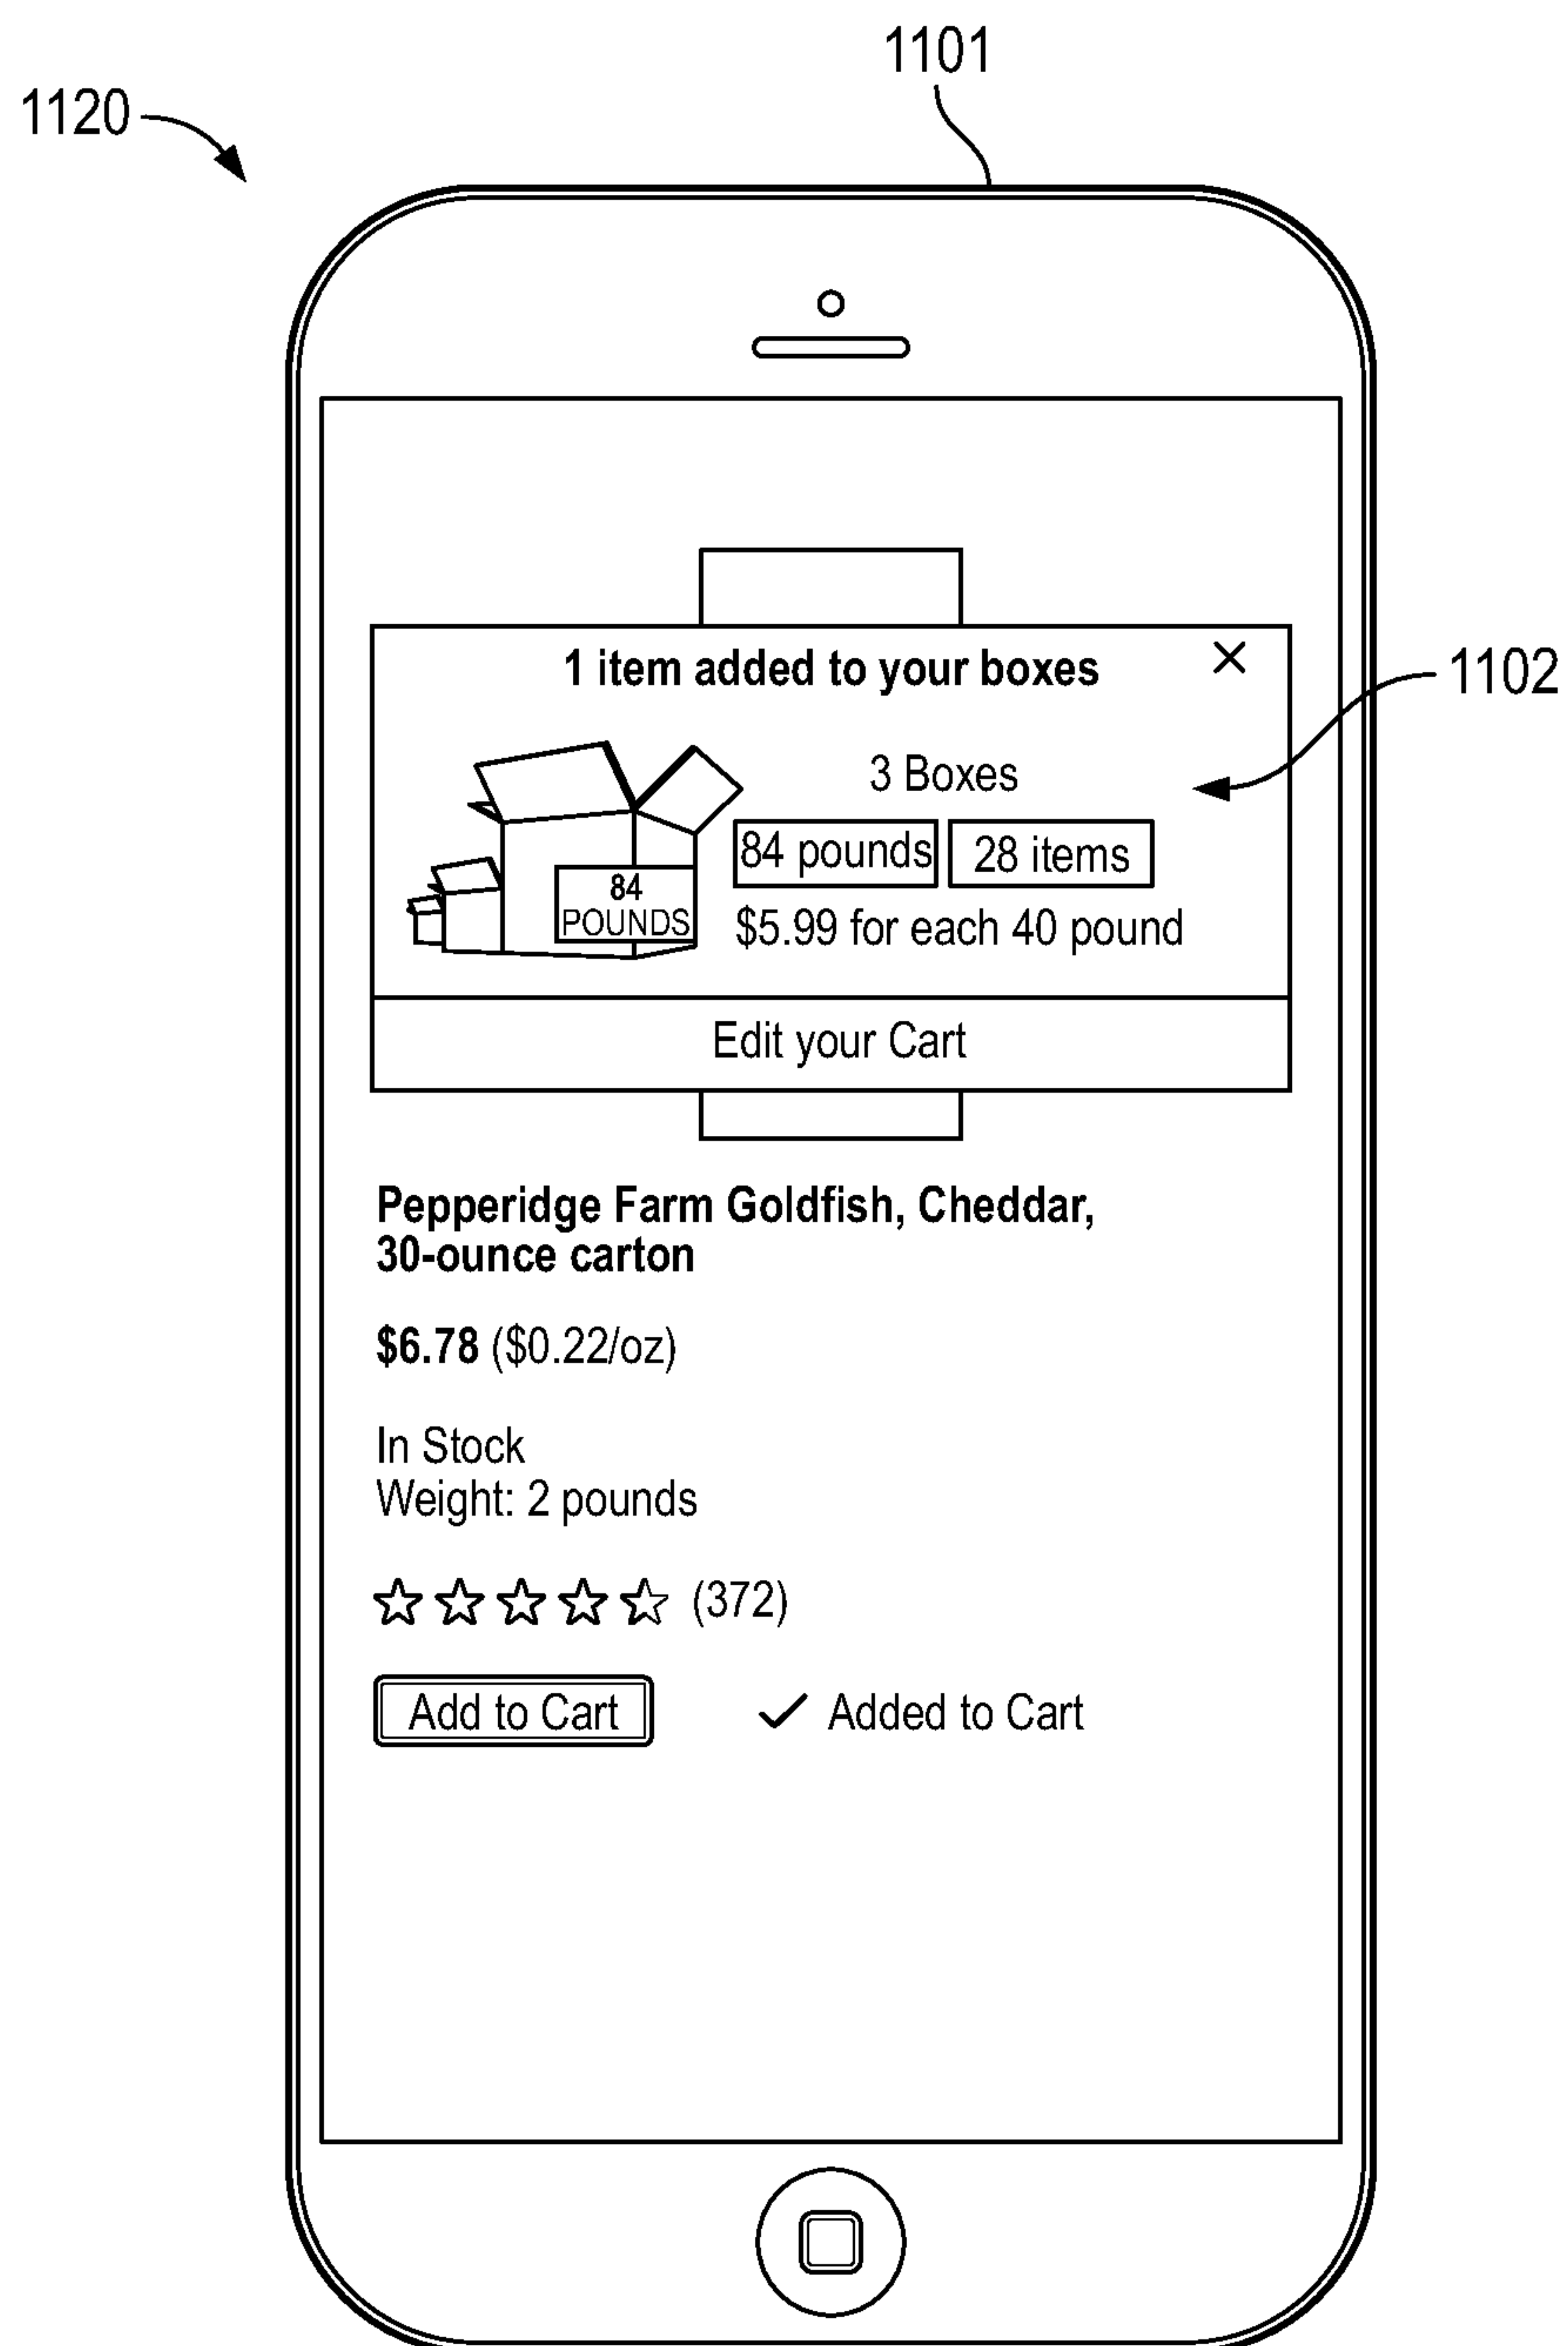 1101
1120
1 item added to your boxes
1102
3 Boxes
84 pounds 28 items
84
POUNDS
$5.99 for each 40 pound
Edit your Cart
Pepperidge Farm Goldfish, Cheddar,
30-ounce carton
$6.78 ($0.22/oz)
In Stock
Weight: 2 pounds
(372)
Add to Cart Added to Cart